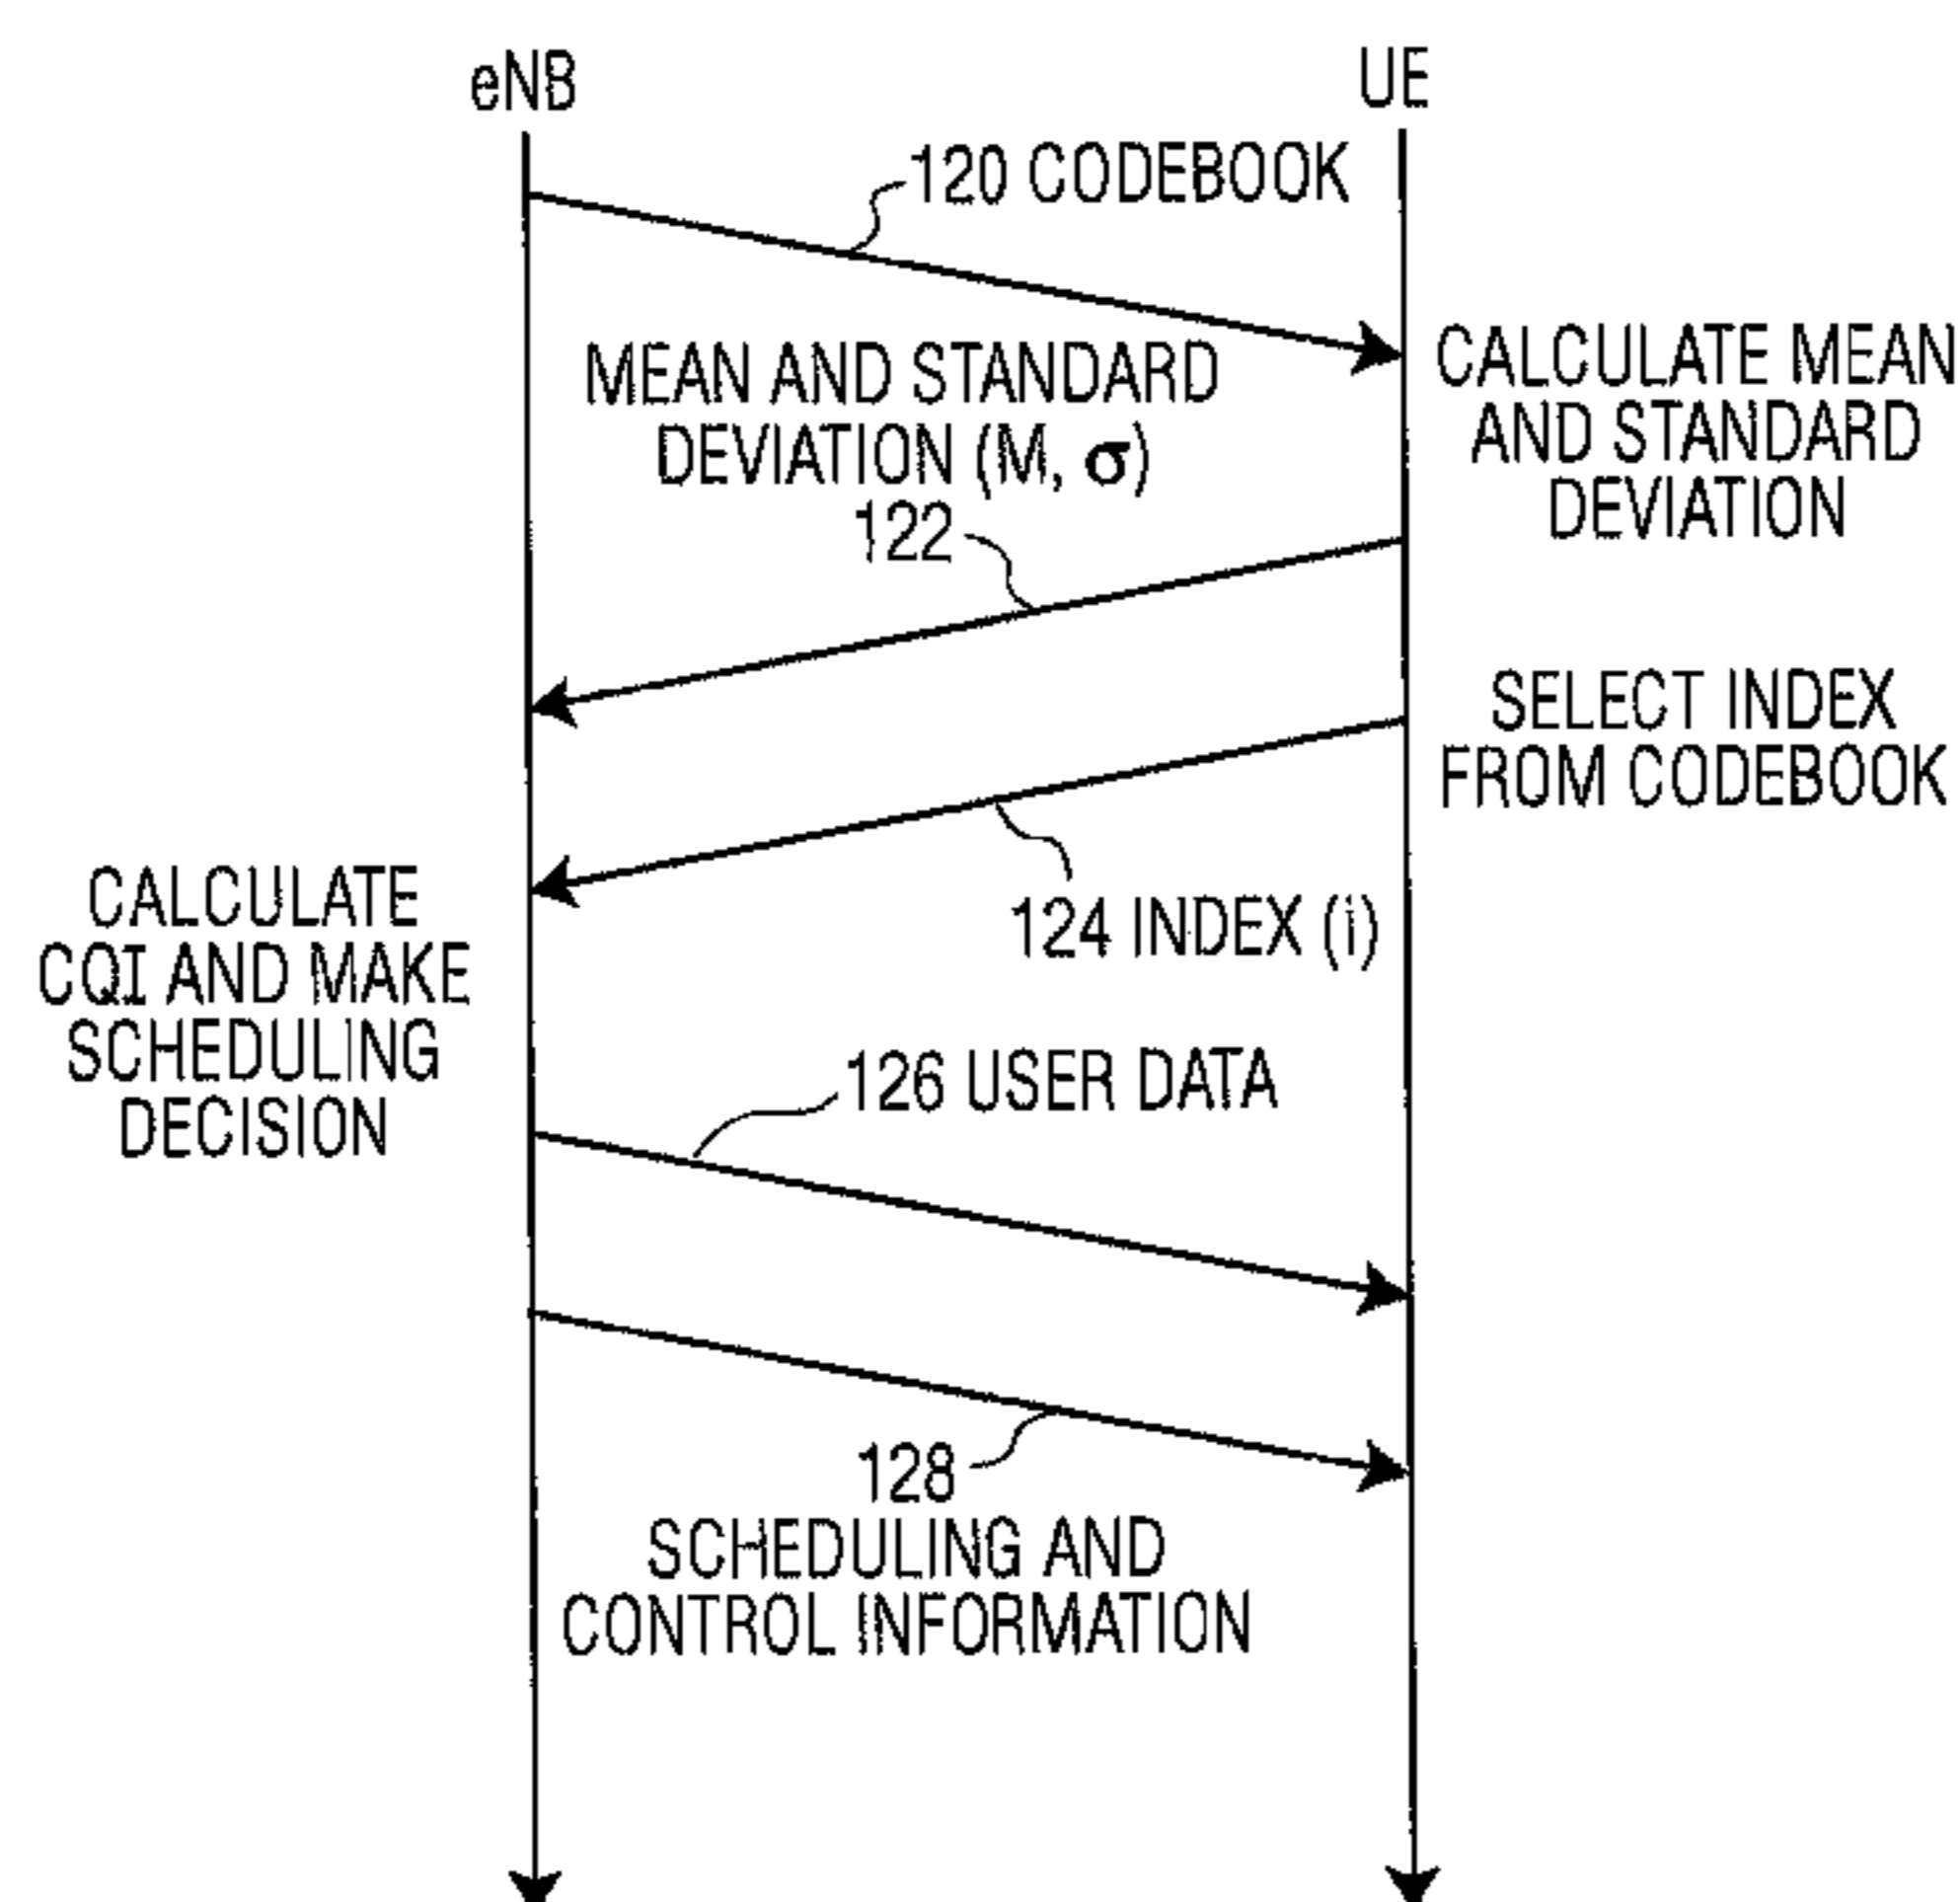 eNB
UE
120 CODEBOOK
MEAN AND STANDARD
DEVIATION (M, σ)
122
CALCULATE MEAN
AND STANDARD
DEVIATION
SELECT INDEX
FROM CODEBOOK
124 INDEX (i)
CALCULATE
CQI AND MAKE
SCHEDULING
DECISION
126 USER DATA
128
SCHEDULING AND
CONTROL INFORMATION